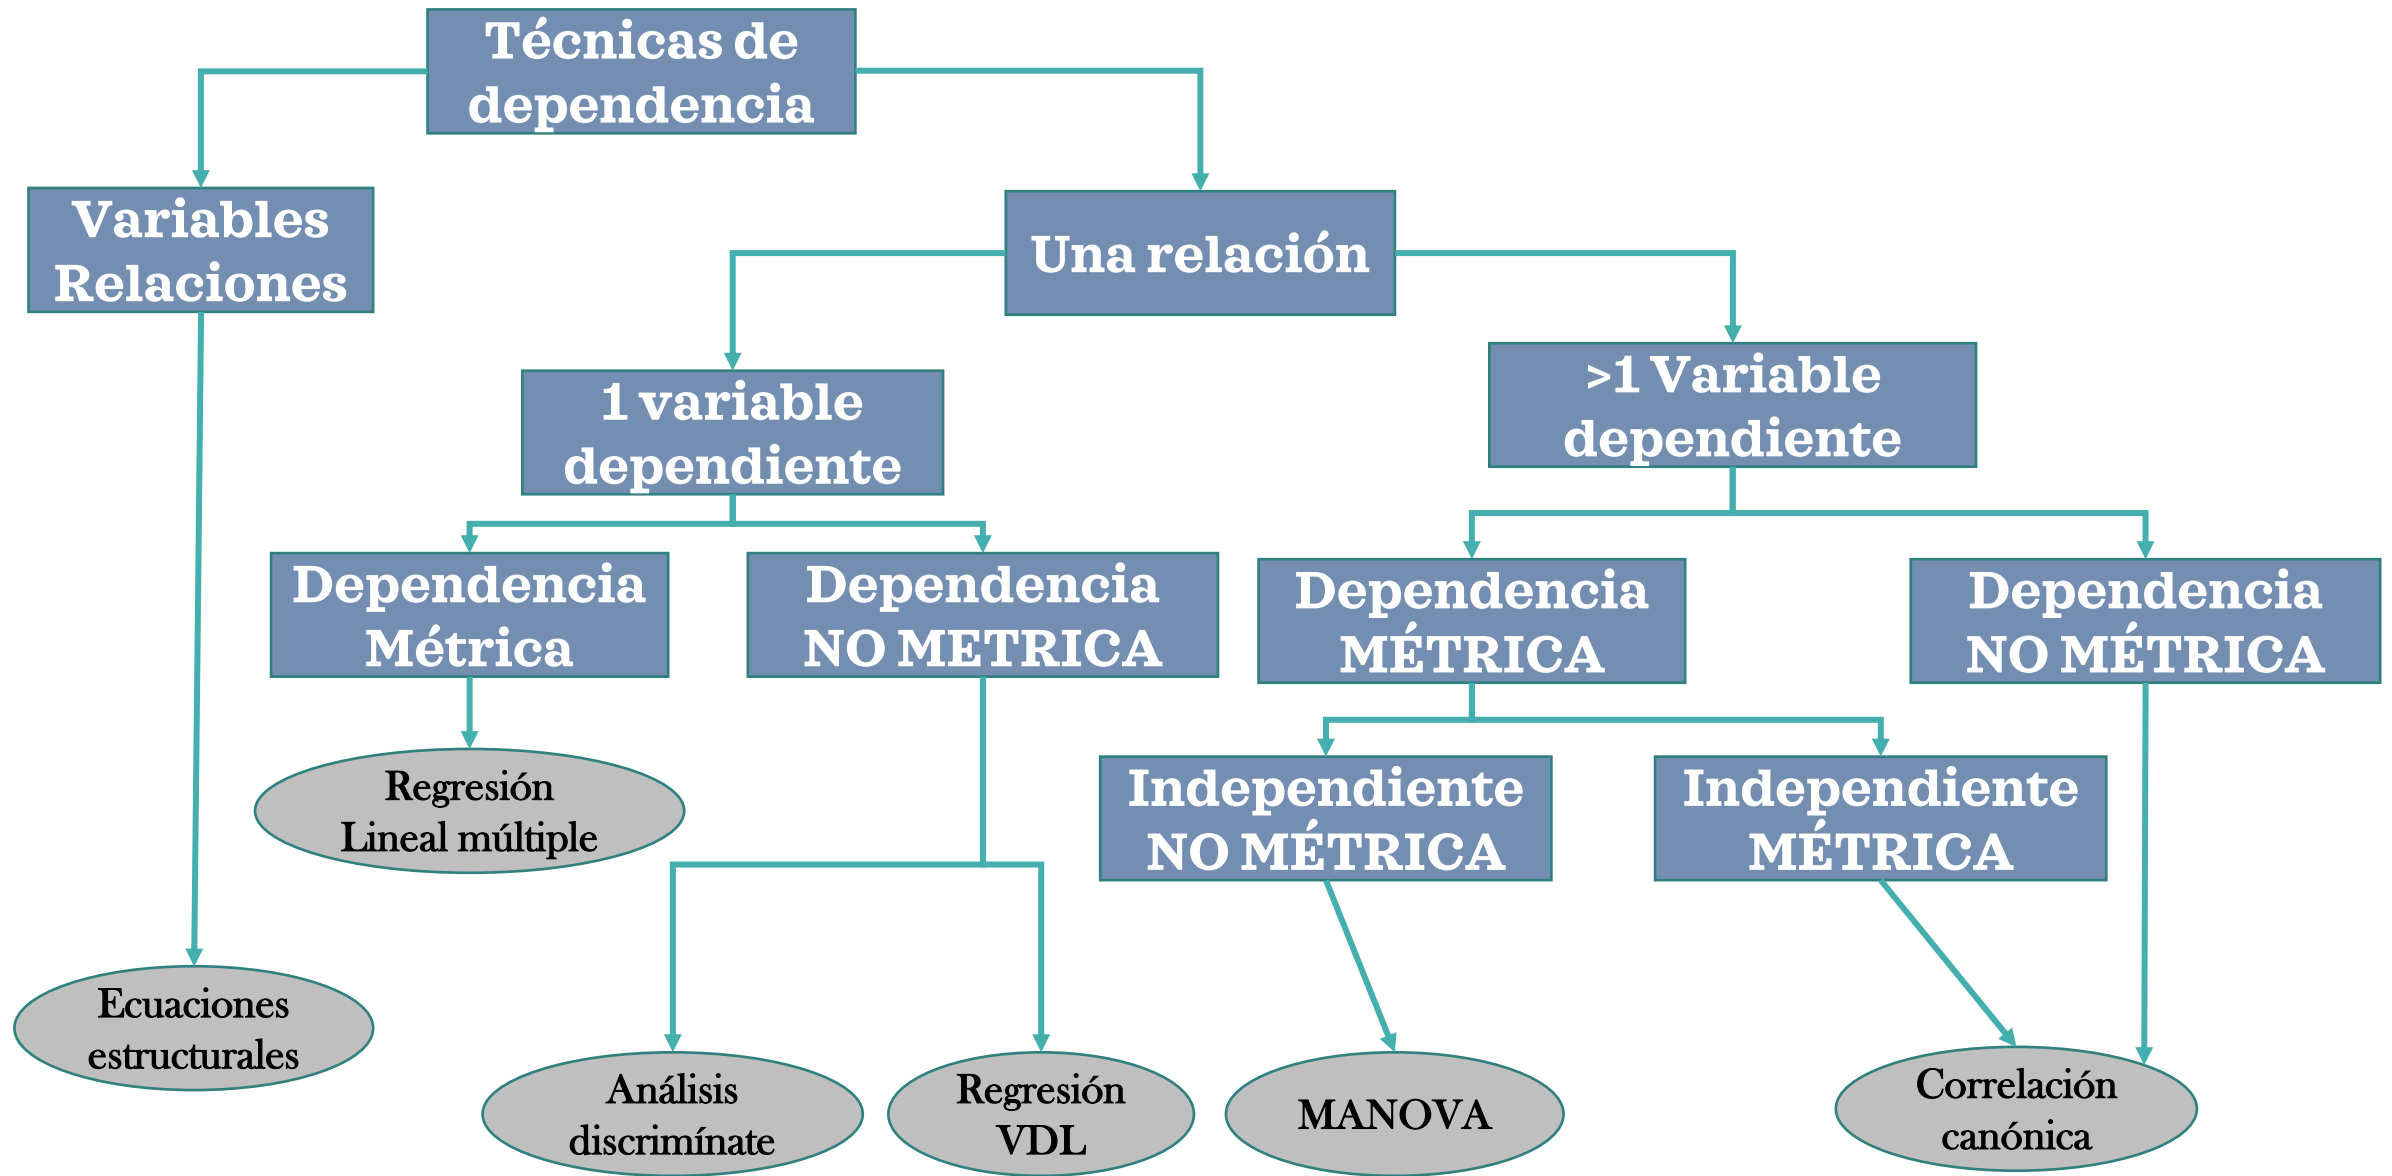 Técnicas de
dependencia
Variables
Relaciones
Una relación
1 variable
dependiente
>1 Variable
dependiente
Dependencia
Métrica
Dependencia
NO METRICA
Dependencia
MÉTRICA
Dependencia
NO MÉTRICA
Regresión
Lineal múltiple
Independiente
NO MÉTRICA
Independiente
MÉTRICA
Ecuaciones
estructurales
Análisis
discrimínate
Regresión
VDL
MANOVA
Correlación
canónica